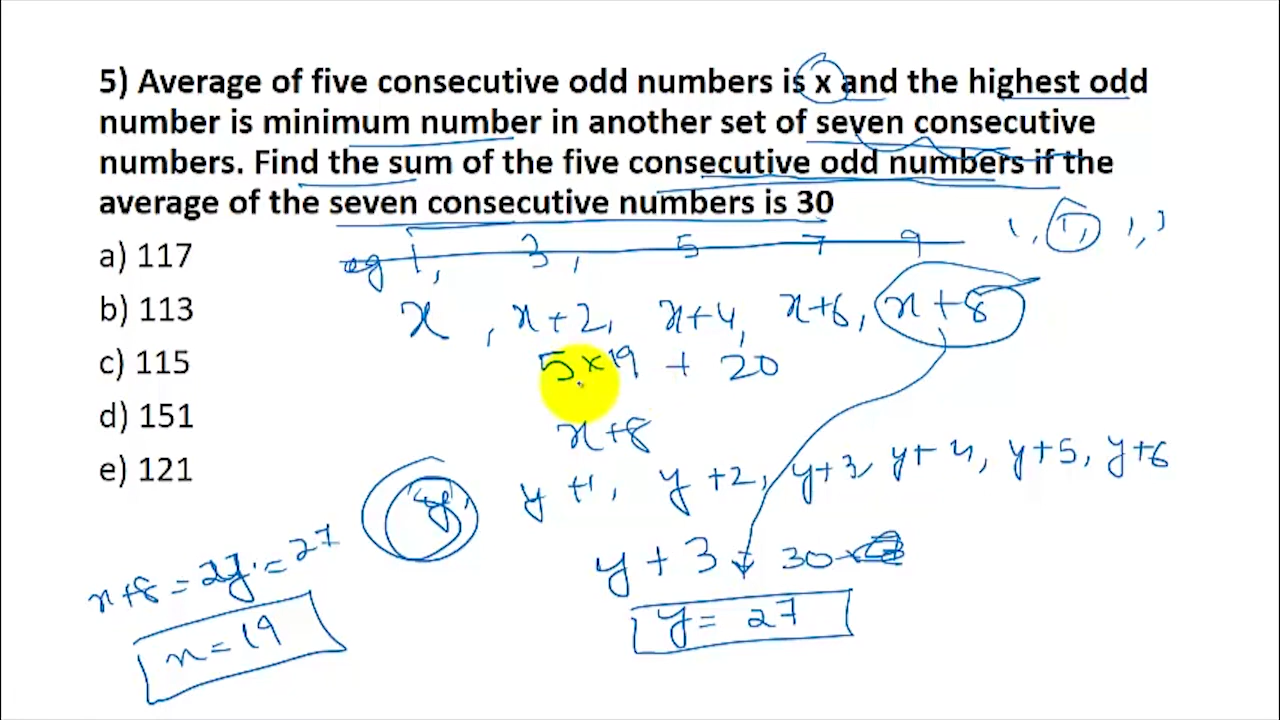 5) Average of five consecutive odd numbers is x and the highest odd
number is minimum number in another set of seven consecutive
numbers. Find the sum of the five consecutive odd numbers if the
average of the seven consecutive numbers is 30
a) 117
b) 113
c) 115
d) 151
e) 121
eg 1, 3, 5 7 9
x, x+2, x+4, x+6, x+8
5×19 + 20
x+8
y, y+1, y+2, y+3, y+4, y+5, y+6
y+3 = 30
y = 27
x+8 = y = 27
x = 19